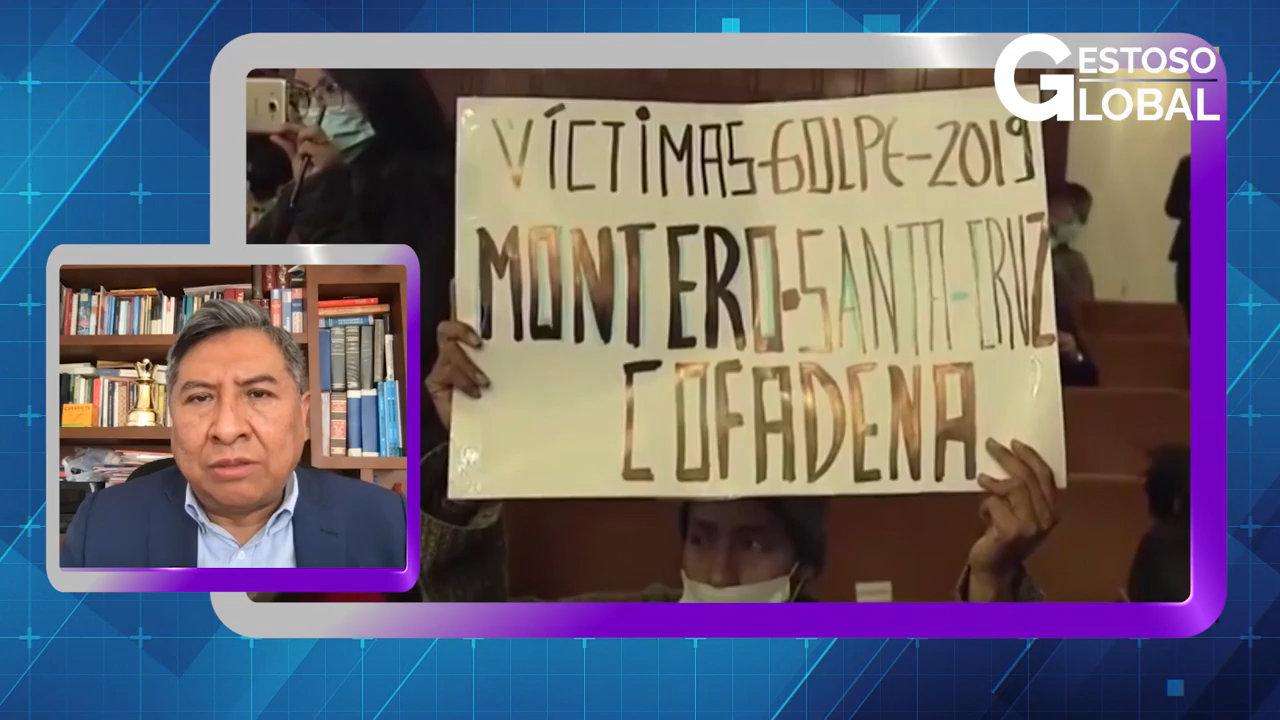 GESTOSO
GLOBAL
VÍCTIMAS-GOLPE-2019
MONTERO-SANTA-CRUZ
COFADENA